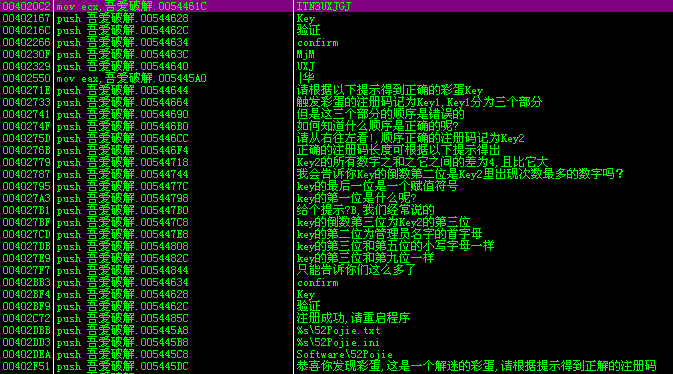 004020C2 mov ecx,吾爱破解.0054461C ITN3UXJGJ
00402167 push 吾爱破解.00544628 Key
0040216C push 吾爱破解.0054462C 验证
00402266 push 吾爱破解.00544634 confirm
0040230F push 吾爱破解.0054463C MjM
00402329 push 吾爱破解.00544640 UXJ
00402550 mov eax,吾爱破解.005445A0 |华
0040271E push 吾爱破解.00544644 请根据以下提示得到正确的彩蛋Key
00402733 push 吾爱破解.00544664 触发彩蛋的注册码记为Key1,Key1分为三个部分
00402741 push 吾爱破解.00544690 但是这三个部分的顺序是错误的
0040274F push 吾爱破解.005446B0 如何知道什么顺序是正确的呢?
0040275D push 吾爱破解.005446CC 请从右往左看!,顺序正确的注册码记为Key2
0040276B push 吾爱破解.005446F4 正确的注册码长度可根据以下提示得出
00402779 push 吾爱破解.00544718 Key2的所有数字之和之它之间的差为4,且比它大
00402787 push 吾爱破解.00544744 我会告诉你Key的倒数第二位是Key2里出现次数最多的数字吗?
00402795 push 吾爱破解.0054477C key的最后一位是一个赋值符号
004027A3 push 吾爱破解.00544798 key的第一位是什么呢?
004027B1 push 吾爱破解.005447B0 给个提示?B,我们经常说的
004027BF push 吾爱破解.005447C8 key的倒数第三位为Key2的第三位
004027CD push 吾爱破解.005447E8 key的第二位为管理员名字的首字母
004027DB push 吾爱破解.00544808 key的第三位和第五位的小写字母一样
004027E9 push 吾爱破解.0054482C key的第三位和第九位一样
004027F7 push 吾爱破解.00544844 只能告诉你们这么多了
00402BB3 push 吾爱破解.00544634 confirm
00402BF4 push 吾爱破解.00544628 Key
00402BF9 push 吾爱破解.0054462C 验证
00402C72 push 吾爱破解.0054485C 注册成功,请重启程序
00402DBB push 吾爱破解.005445A8 %s\52Pojie.txt
00402DD3 push 吾爱破解.005445B8 %s\52Pojie.ini
00402DEA push 吾爱破解.005445C8 Software\52Pojie
00402F51 push 吾爱破解.005445DC 恭喜你发现彩蛋,这是一个解迷的彩蛋,请根据提示得到正解的注册码